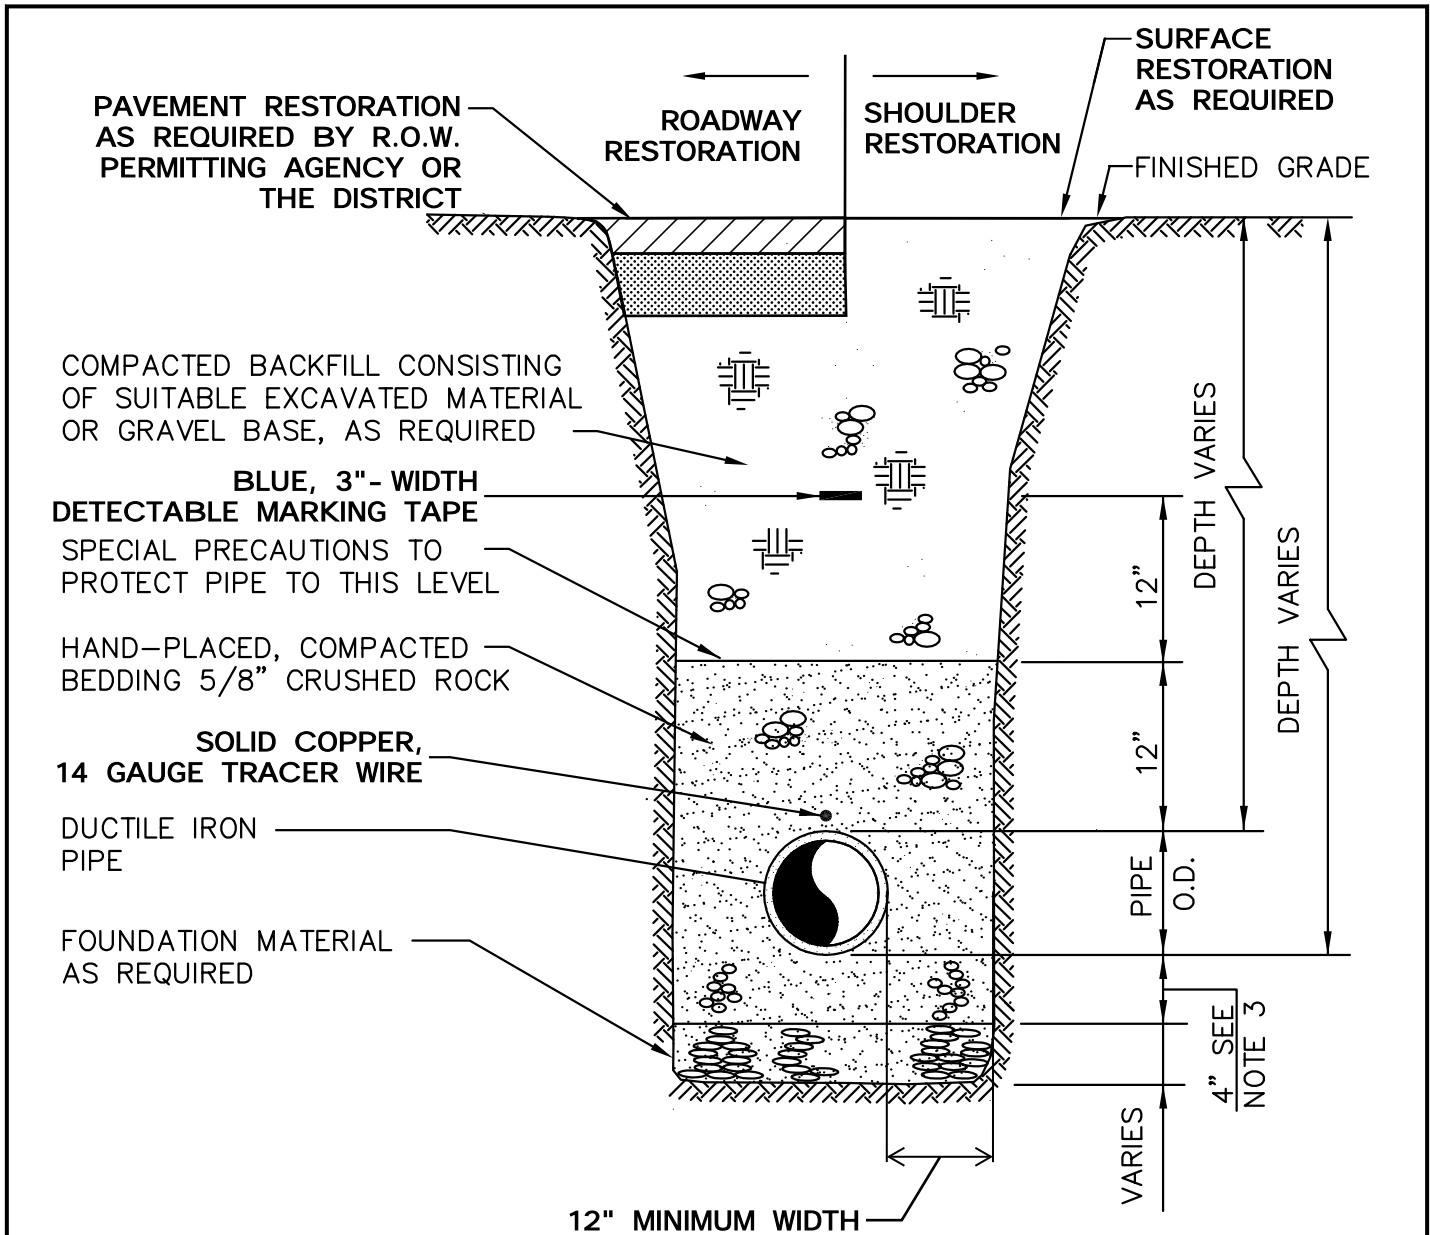 SURFACE
RESTORATION
AS REQUIRED
PAVEMENT RESTORATION
AS REQUIRED BY R.O.W.
PERMITTING AGENCY OR
THE DISTRICT
ROADWAY
RESTORATION
SHOULDER
RESTORATION
FINISHED GRADE
COMPACTED BACKFILL CONSISTING
OF SUITABLE EXCAVATED MATERIAL
OR GRAVEL BASE, AS REQUIRED
BLUE, 3"- WIDTH
DETECTABLE MARKING TAPE
SPECIAL PRECAUTIONS TO
PROTECT PIPE TO THIS LEVEL
HAND-PLACED, COMPACTED
BEDDING 5/8” CRUSHED ROCK
SOLID COPPER,
14 GAUGE TRACER WIRE
DUCTILE IRON
PIPE
FOUNDATION MATERIAL
AS REQUIRED
12”
12”
PIPE
O.D.
DEPTH VARIES
DEPTH VARIES
4” SEE
NOTE 3
VARIES
12" MINIMUM WIDTH